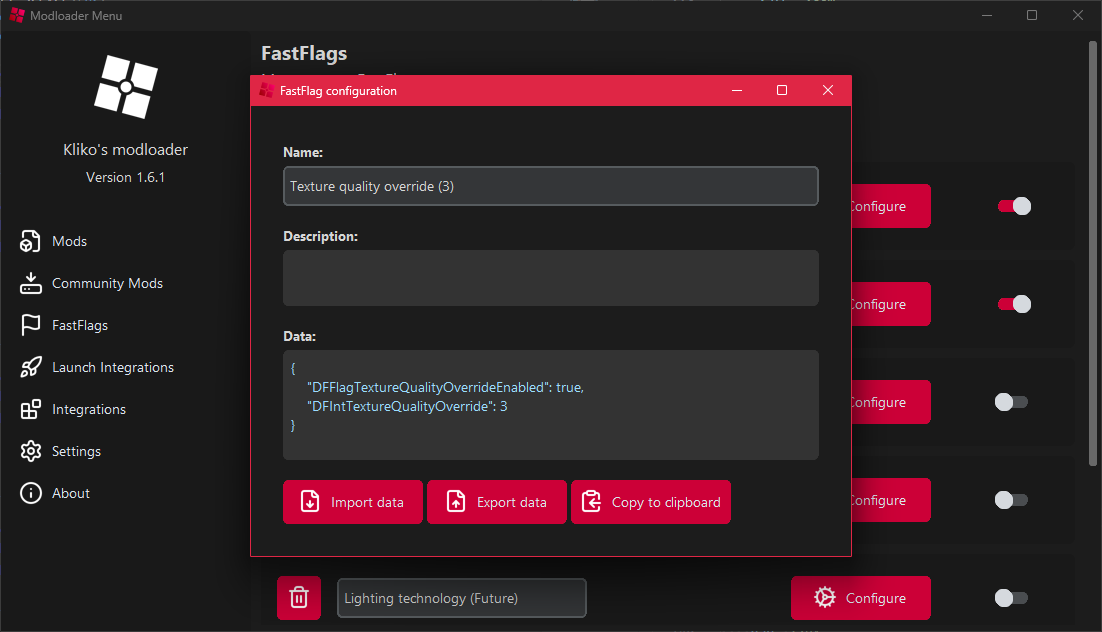 Modloader Menu
Kliko's modloader
Version 1.6.1
Mods
Community Mods
FastFlags
Launch Integrations
Integrations
Settings
About
FastFlags
FastFlag configuration
Name:
Texture quality override (3)
Description:
Data:
{
"DFFlagTextureQualityOverrideEnabled": true,
"DFIntTextureQualityOverride": 3
}
Import data
Export data
Copy to clipboard
Configure
Configure
Configure
Configure
Lighting technology (Future)
Configure